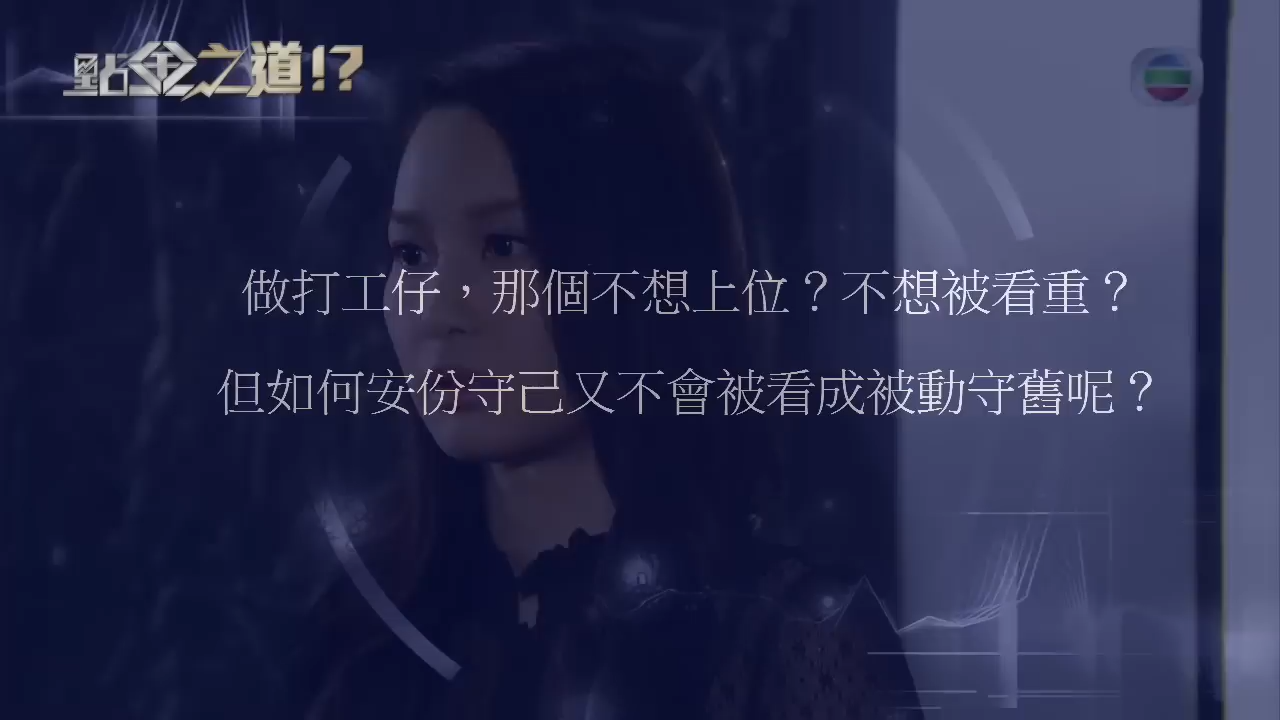 點金之道!?
做打工仔，那個不想上位？不想被看重？
但如何安份守己又不會被看成被動守舊呢？